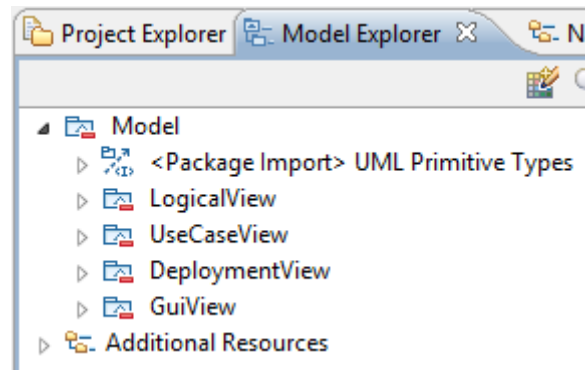 Project Explorer Model Explorer N
Model
<Package Import> UML Primitive Types
LogicalView
UseCaseView
DeploymentView
GuiView
Additional Resources